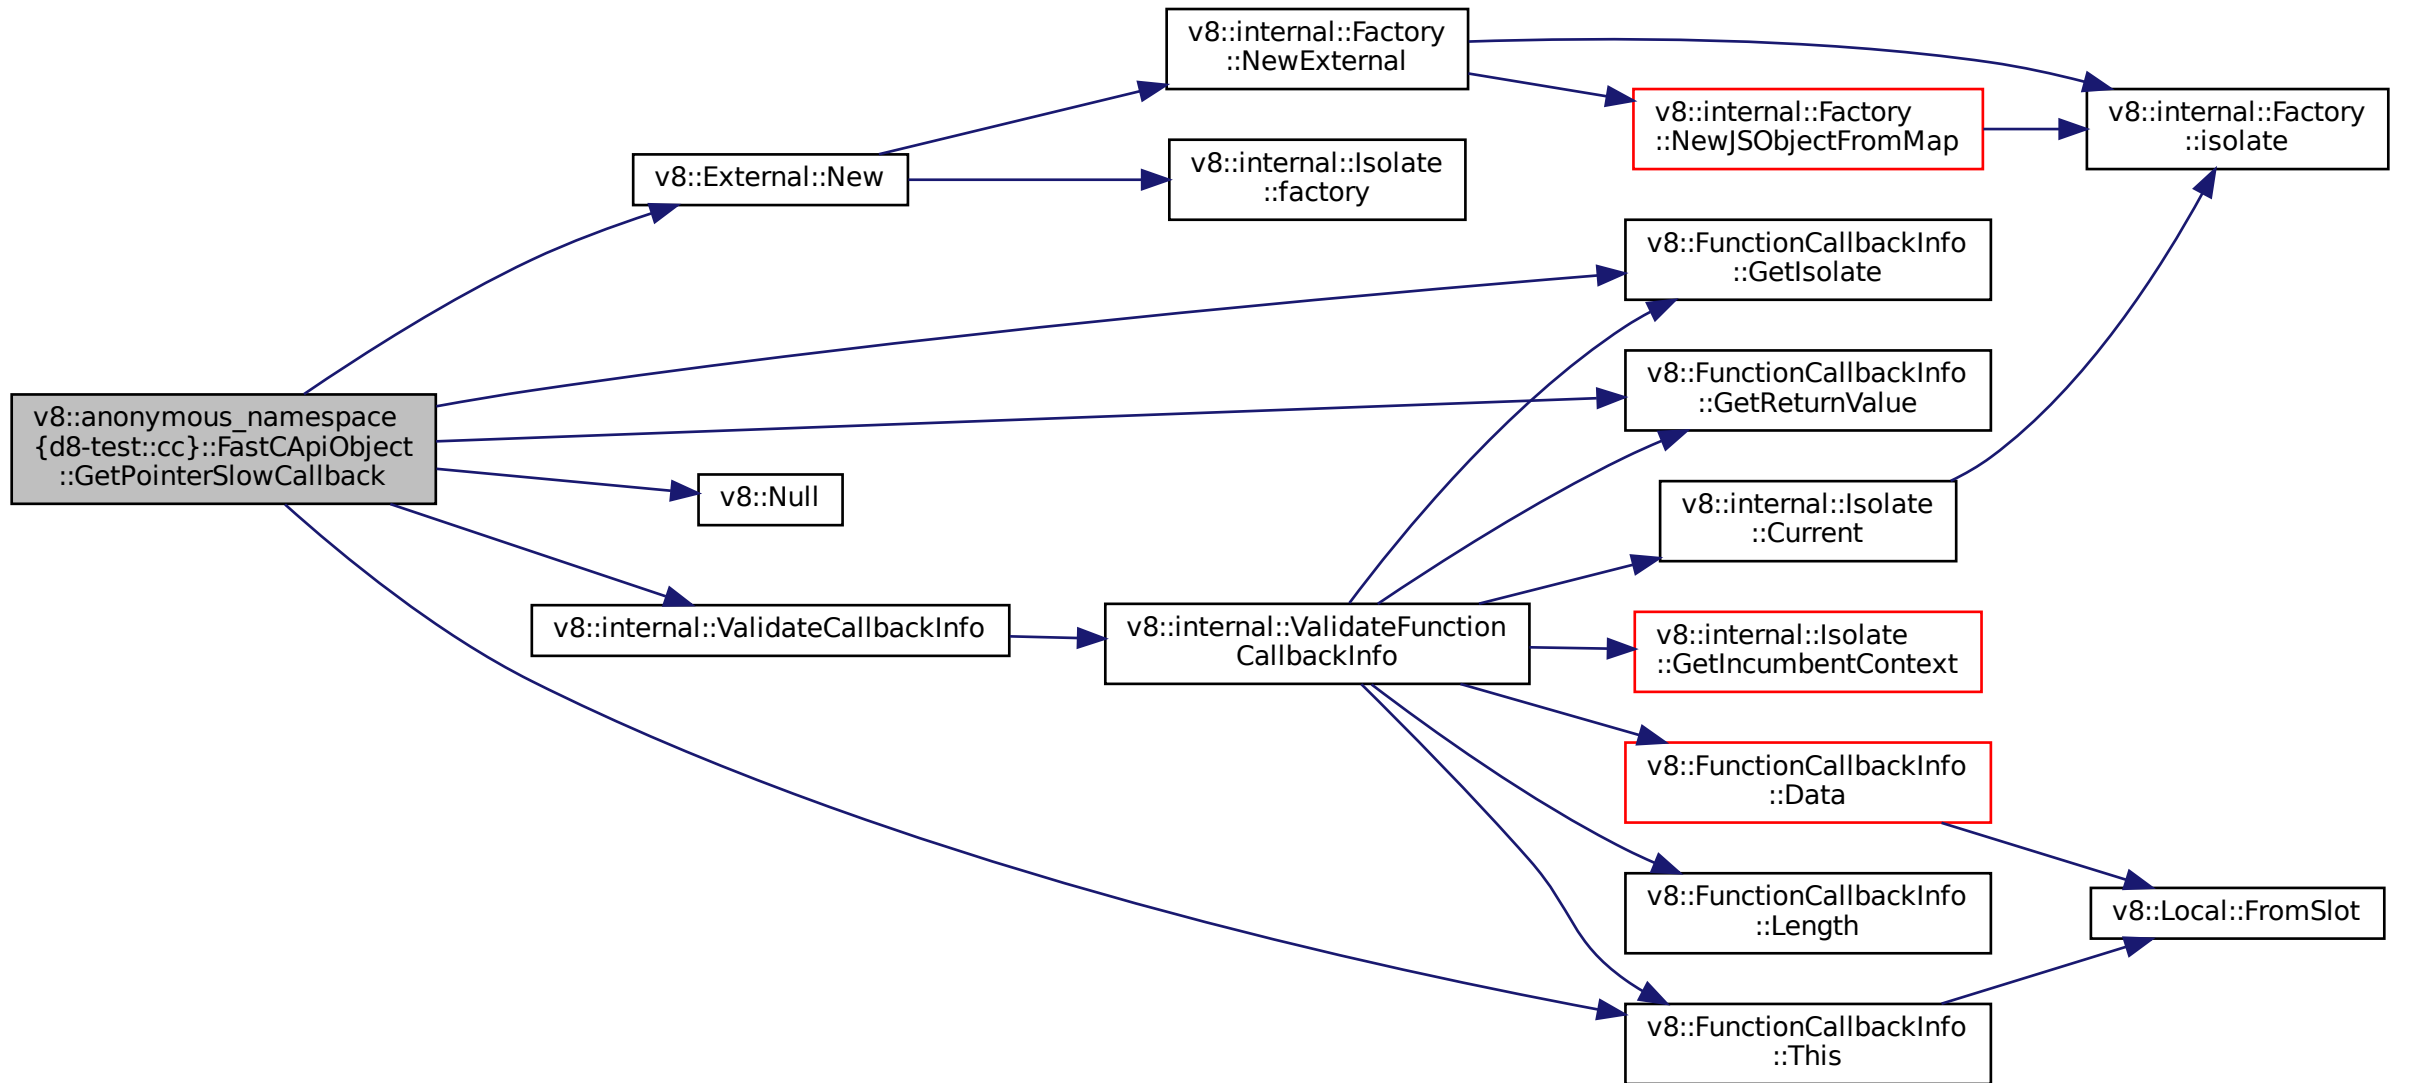 v8::anonymous_namespace
{d8-test::cc}::FastCApiObject
::GetPointerSlowCallback
v8::External::New
v8::internal::Factory
::NewExternal
v8::internal::Factory
::NewJSObjectFromMap
v8::internal::Factory
::isolate
v8::internal::Isolate
::factory
v8::FunctionCallbackInfo
::GetIsolate
v8::FunctionCallbackInfo
::GetReturnValue
v8::Null
v8::internal::ValidateCallbackInfo
v8::internal::ValidateFunction
CallbackInfo
v8::internal::Isolate
::Current
v8::internal::Isolate
::GetIncumbentContext
v8::FunctionCallbackInfo
::Data
v8::FunctionCallbackInfo
::Length
v8::FunctionCallbackInfo
::This
v8::Local::FromSlot